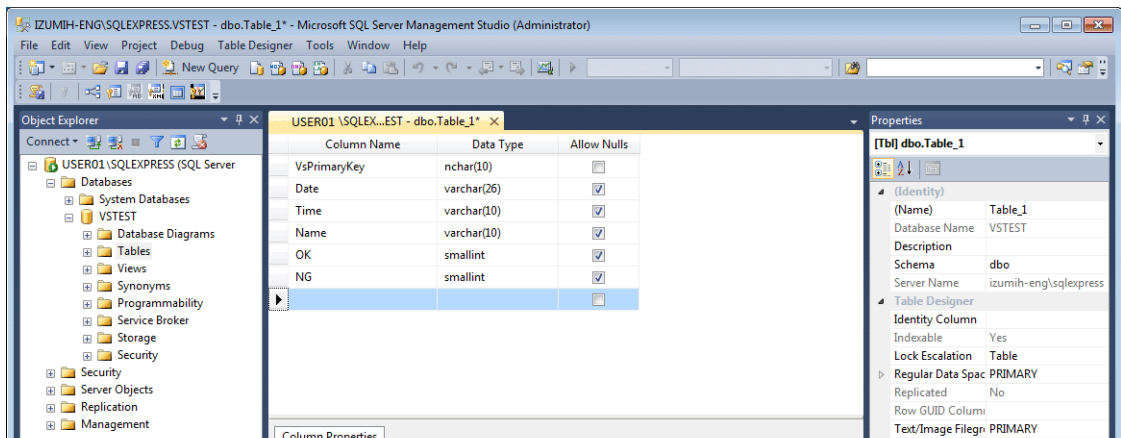 IZUMIH-ENG\SQLEXPRESS.VSTEST - dbo.Table_1* - Microsoft SQL Server Management Studio (Administrator)
File Edit View Project Debug Table Designer Tools Window Help
New Query
Object Explorer
Connect
USER01\SQLEXPRESS (SQL Server
Databases
System Databases
VSTEST
Database Diagrams
Tables
Views
Synonyms
Programmability
Service Broker
Storage
Security
Security
Server Objects
Replication
Management
USER01 \SQLEX...EST - dbo.Table_1*
Column Name Data Type Allow Nulls
VsPrimaryKey nchar(10)
Date varchar(26)
Time varchar(10)
Name varchar(10)
OK smallint
NG smallint
Column Properties
Properties
[Tbl] dbo.Table_1
(Identity)
(Name) Table_1
Database Name VSTEST
Description
Schema dbo
Server Name izumih-eng\sqlexpress
Table Designer
Identity Column
Indexable Yes
Lock Escalation Table
Regular Data Spac PRIMARY
Replicated No
Row GUID Colum
Text/Image Filegr PRIMARY